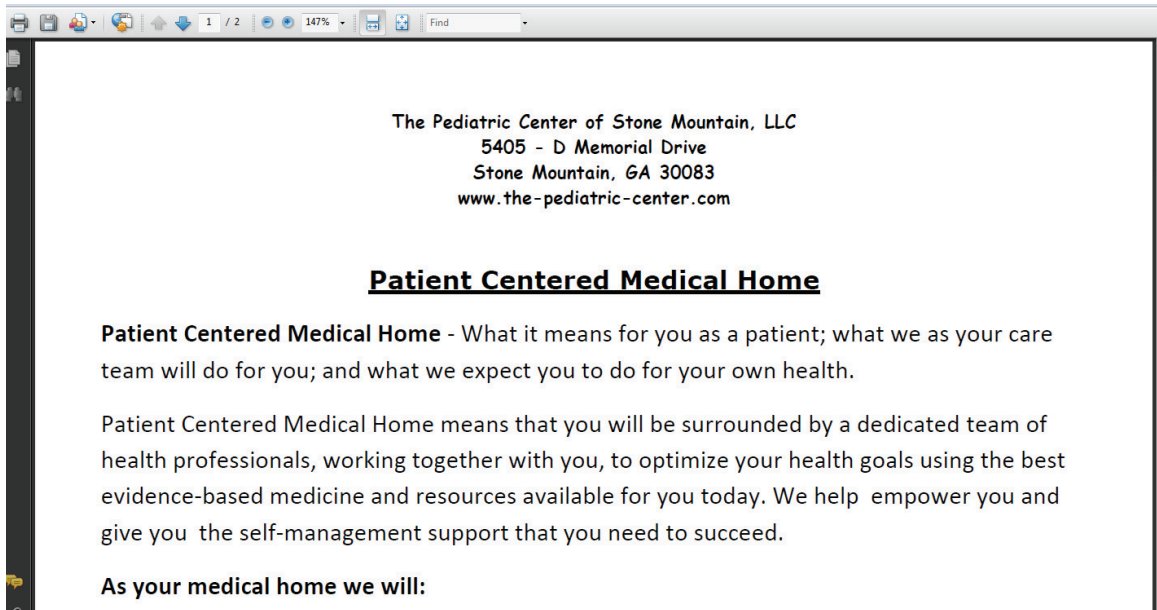 1 / 2 147% Find
The Pediatric Center of Stone Mountain, LLC
5405 - D Memorial Drive
Stone Mountain, GA 30083
www.the-pediatric-center.com
Patient Centered Medical Home
Patient Centered Medical Home - What it means for you as a patient; what we as your care
team will do for you; and what we expect you to do for your own health.
Patient Centered Medical Home means that you will be surrounded by a dedicated team of
health professionals, working together with you, to optimize your health goals using the best
evidence-based medicine and resources available for you today. We help  empower you and
give you  the self-management support that you need to succeed.
As your medical home we will: